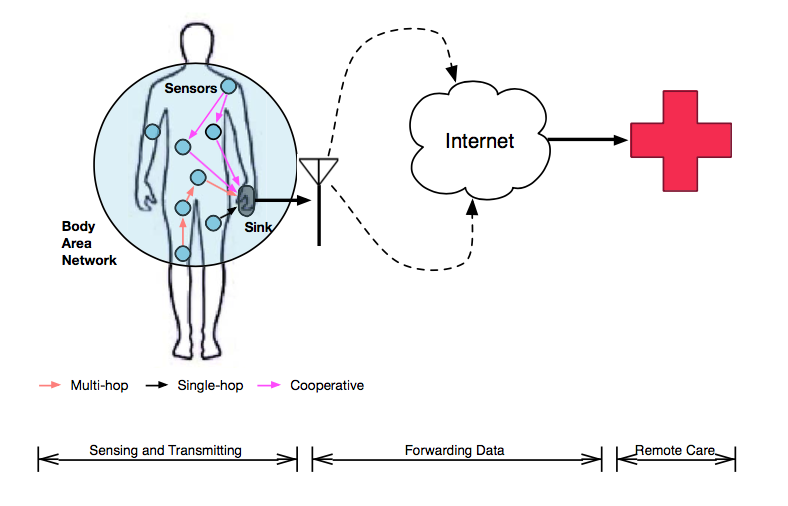 Sensors
Internet
Sink
Body
Area
Network
Multi-hop
Single-hop
Cooperative
Sensing and Transmitting
Forwarding Data
Remote Care